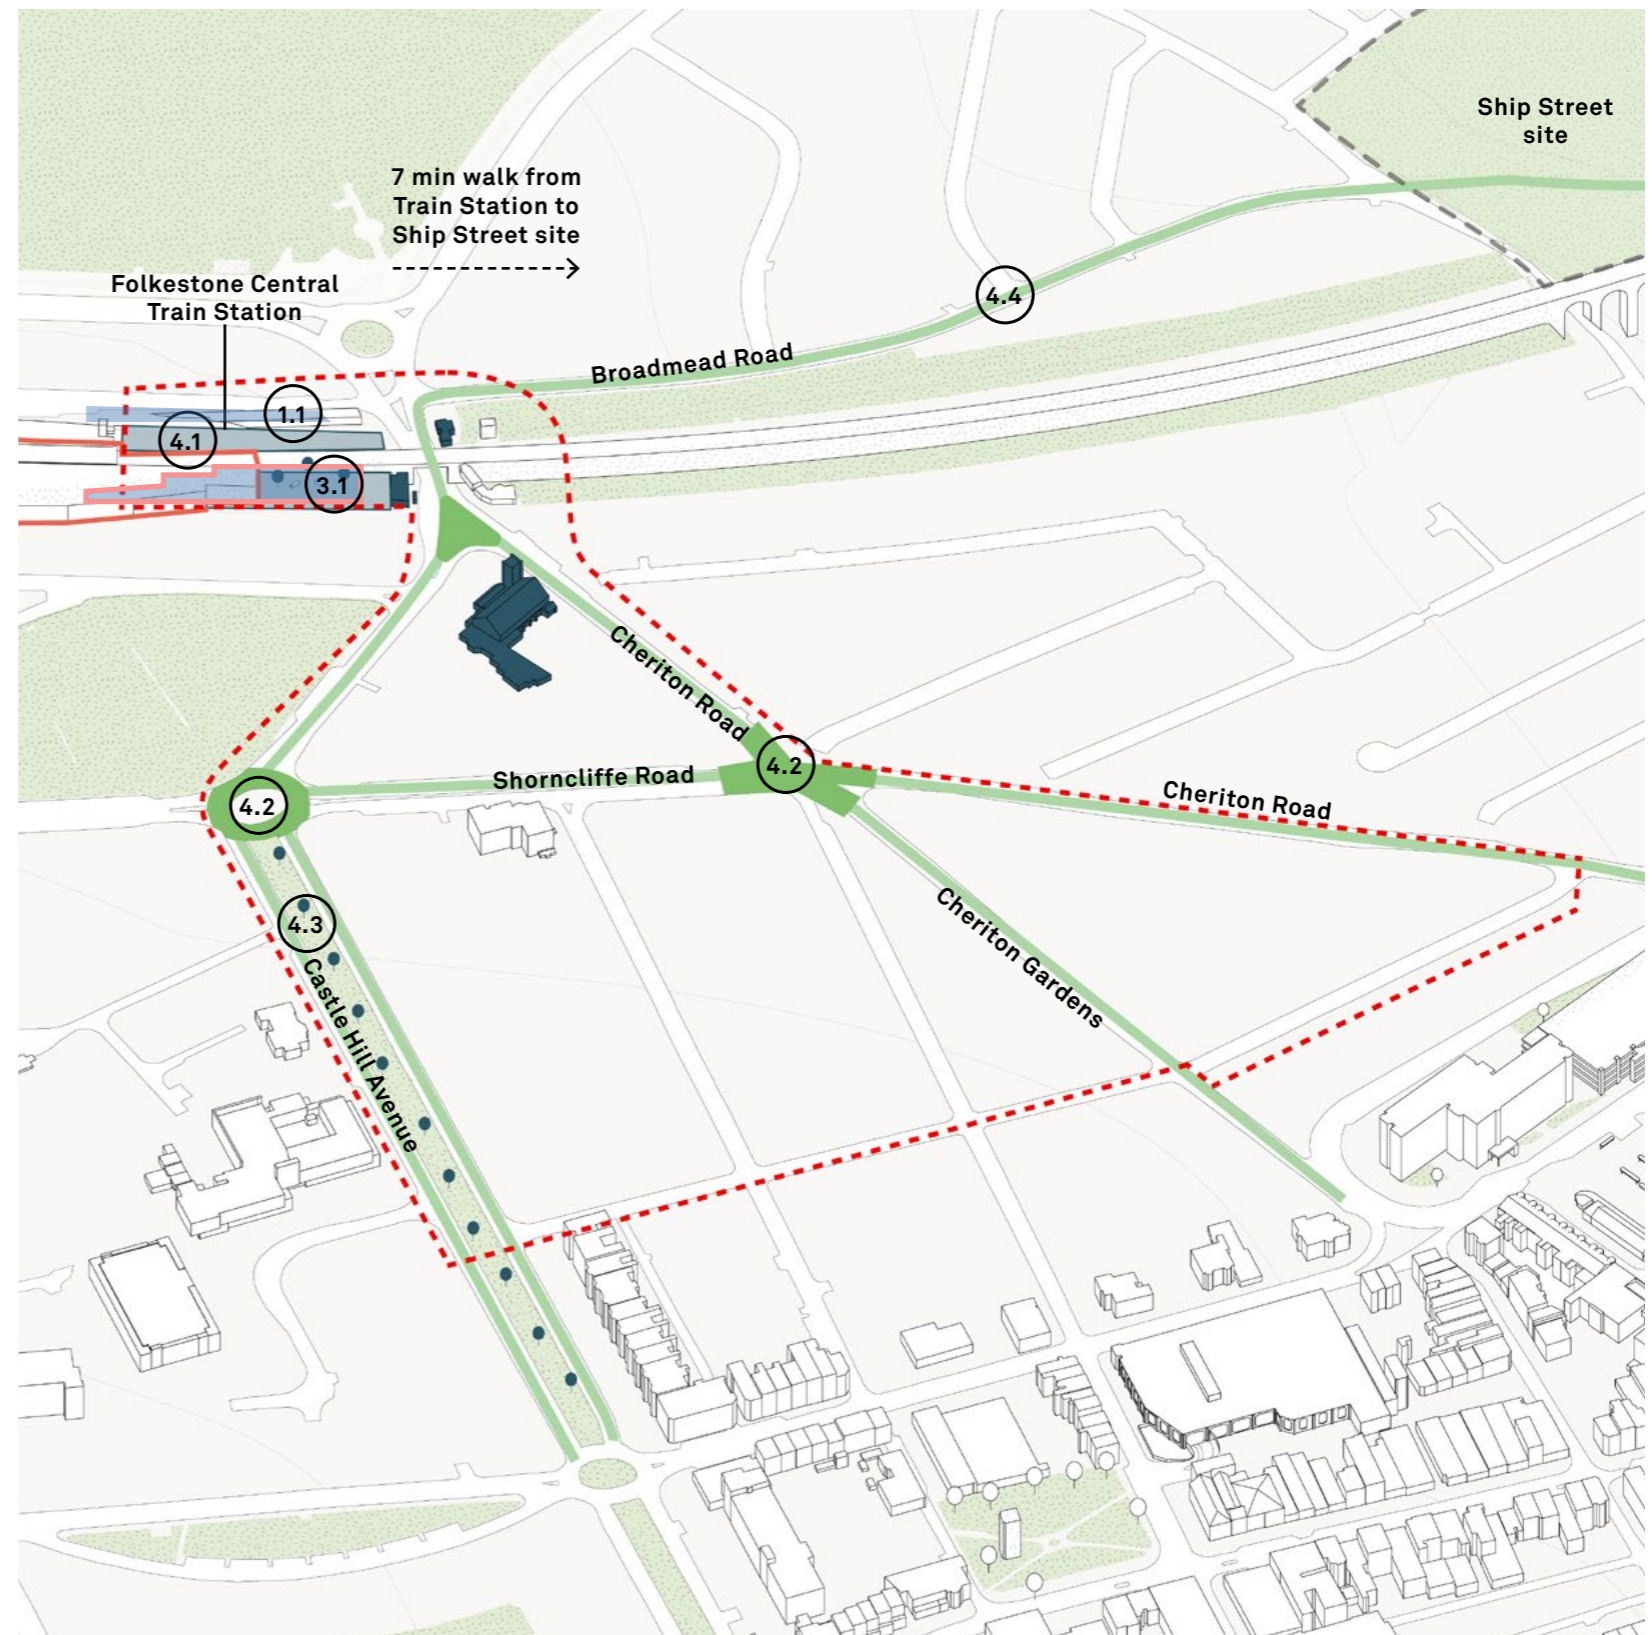 Ship Street
site
7 min walk from
Train Station to
Ship Street site
Folkestone Central
Train Station
4.4
Broadmead Road
1.1
4.1
3.1
Cheriton Road
4.2
Shorncliffe Road
4.2
Cheriton Road
4.3
Castle Hill Avenue
Cheriton Gardens